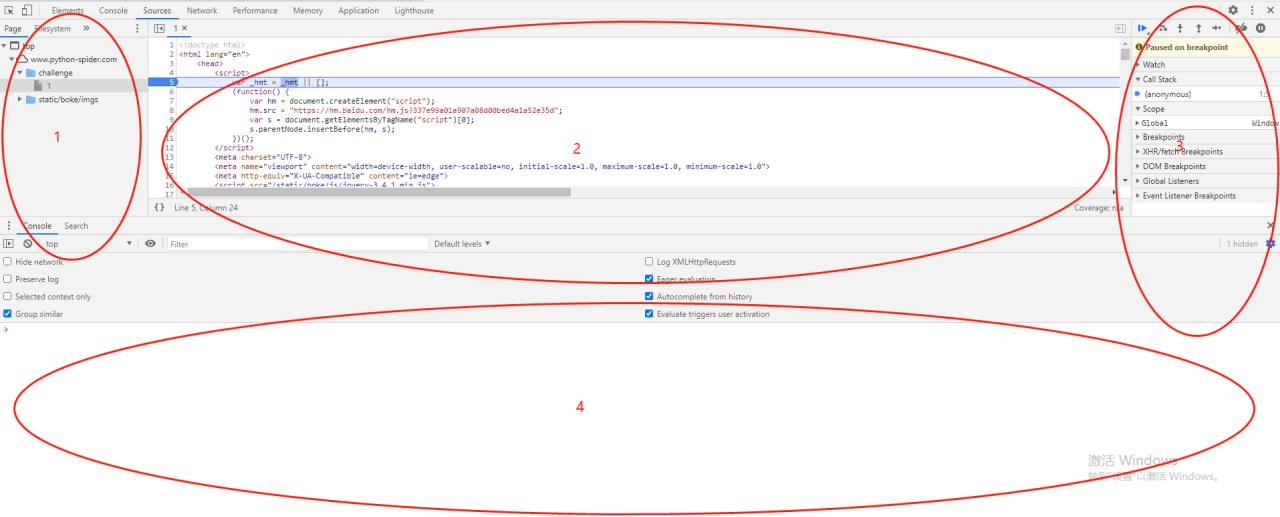 Elements Console Sources Network Performance Memory Application Lighthouse
Page Filesystem » 1 ×
top
www.python-spider.com
challenge
1
static/boke/imgs
1
1 <!doctype html>
2 <html lang="en">
3 <head>
4 <script>
5 var _hmt = _hmt || [];
6 (function() {
7 var hm = document.createElement("script");
8 hm.src = "https://hm.baidu.com/hm.js?337e99a01a907a08d00bed4a1a52e35d";
9 var s = document.getElementsByTagName("script")[0];
10 s.parentNode.insertBefore(hm, s);
11 })();
12 </script>
13 <meta charset="UTF-8">
14 <meta name="viewport" content="width=device-width, user-scalable=no, initial-scale=1.0, maximum-scale=1.0, minimum-scale=1.0">
15 <meta http-equiv="X-UA-Compatible" content="ie=edge">
16 <script src="/static/boke/js/jquery-3.4.1.min.js">
17
2
{} Line 5, Column 24 Coverage: n/a
Paused on breakpoint
Watch
Call Stack
(anonymous) 1:5
Scope
Global Window
Breakpoints
3
XHR/fetch Breakpoints
DOM Breakpoints
Global Listeners
Event Listener Breakpoints
Console Search
top Filter Default levels 1 hidden
Hide network Log XMLHttpRequests
Preserve log Eager evaluation
Selected context only Autocomplete from history
Group similar Evaluate triggers user activation
4
激活 Windows
转到"设置"以激活 Windows。